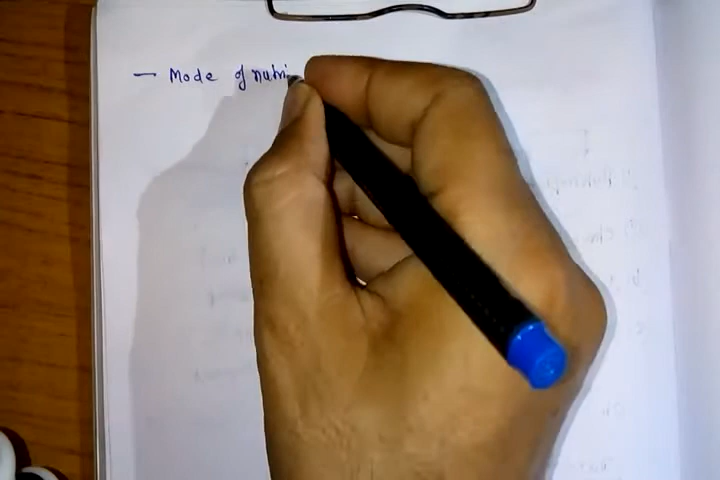 — Mode of nutri